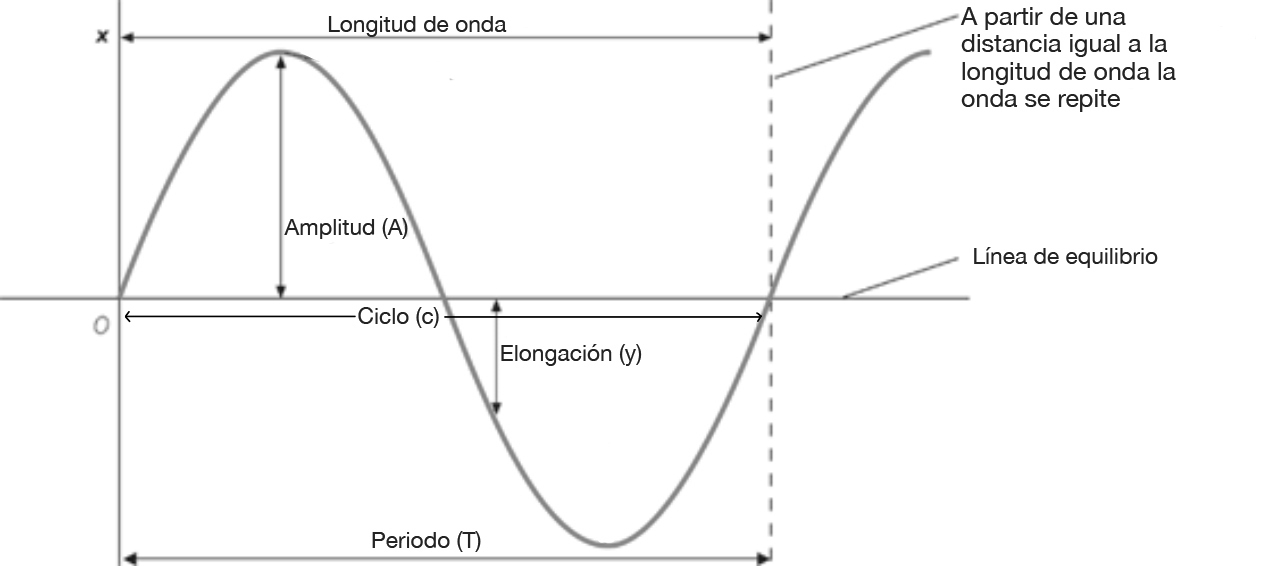 Longitud de onda
x
A partir de una
distancia igual a la
longitud de onda la
onda se repite
Amplitud (A)
Línea de equilibrio
O
Ciclo (c)
Elongación (y)
Periodo (T)